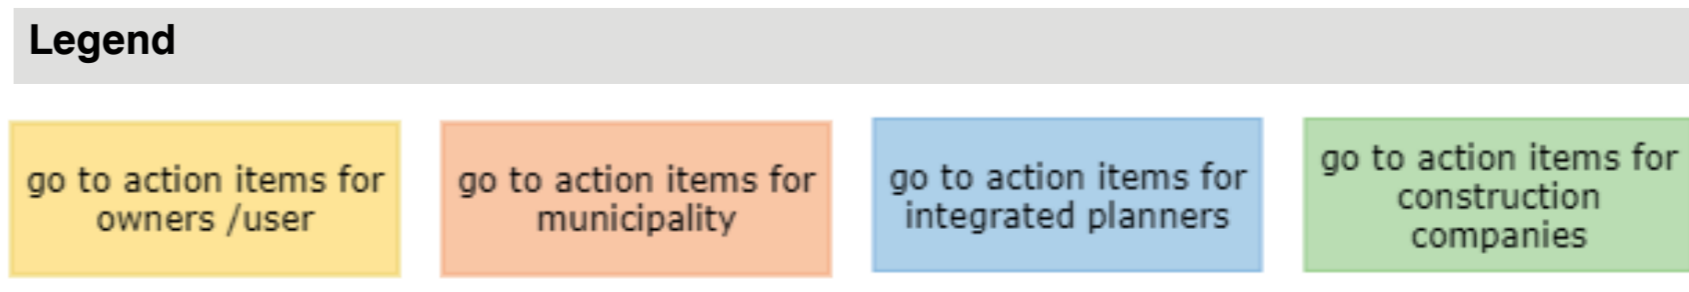 Legend
go to action items for
owners /user
go to action items for
municipality
go to action items for
integrated planners
go to action items for
construction
companies